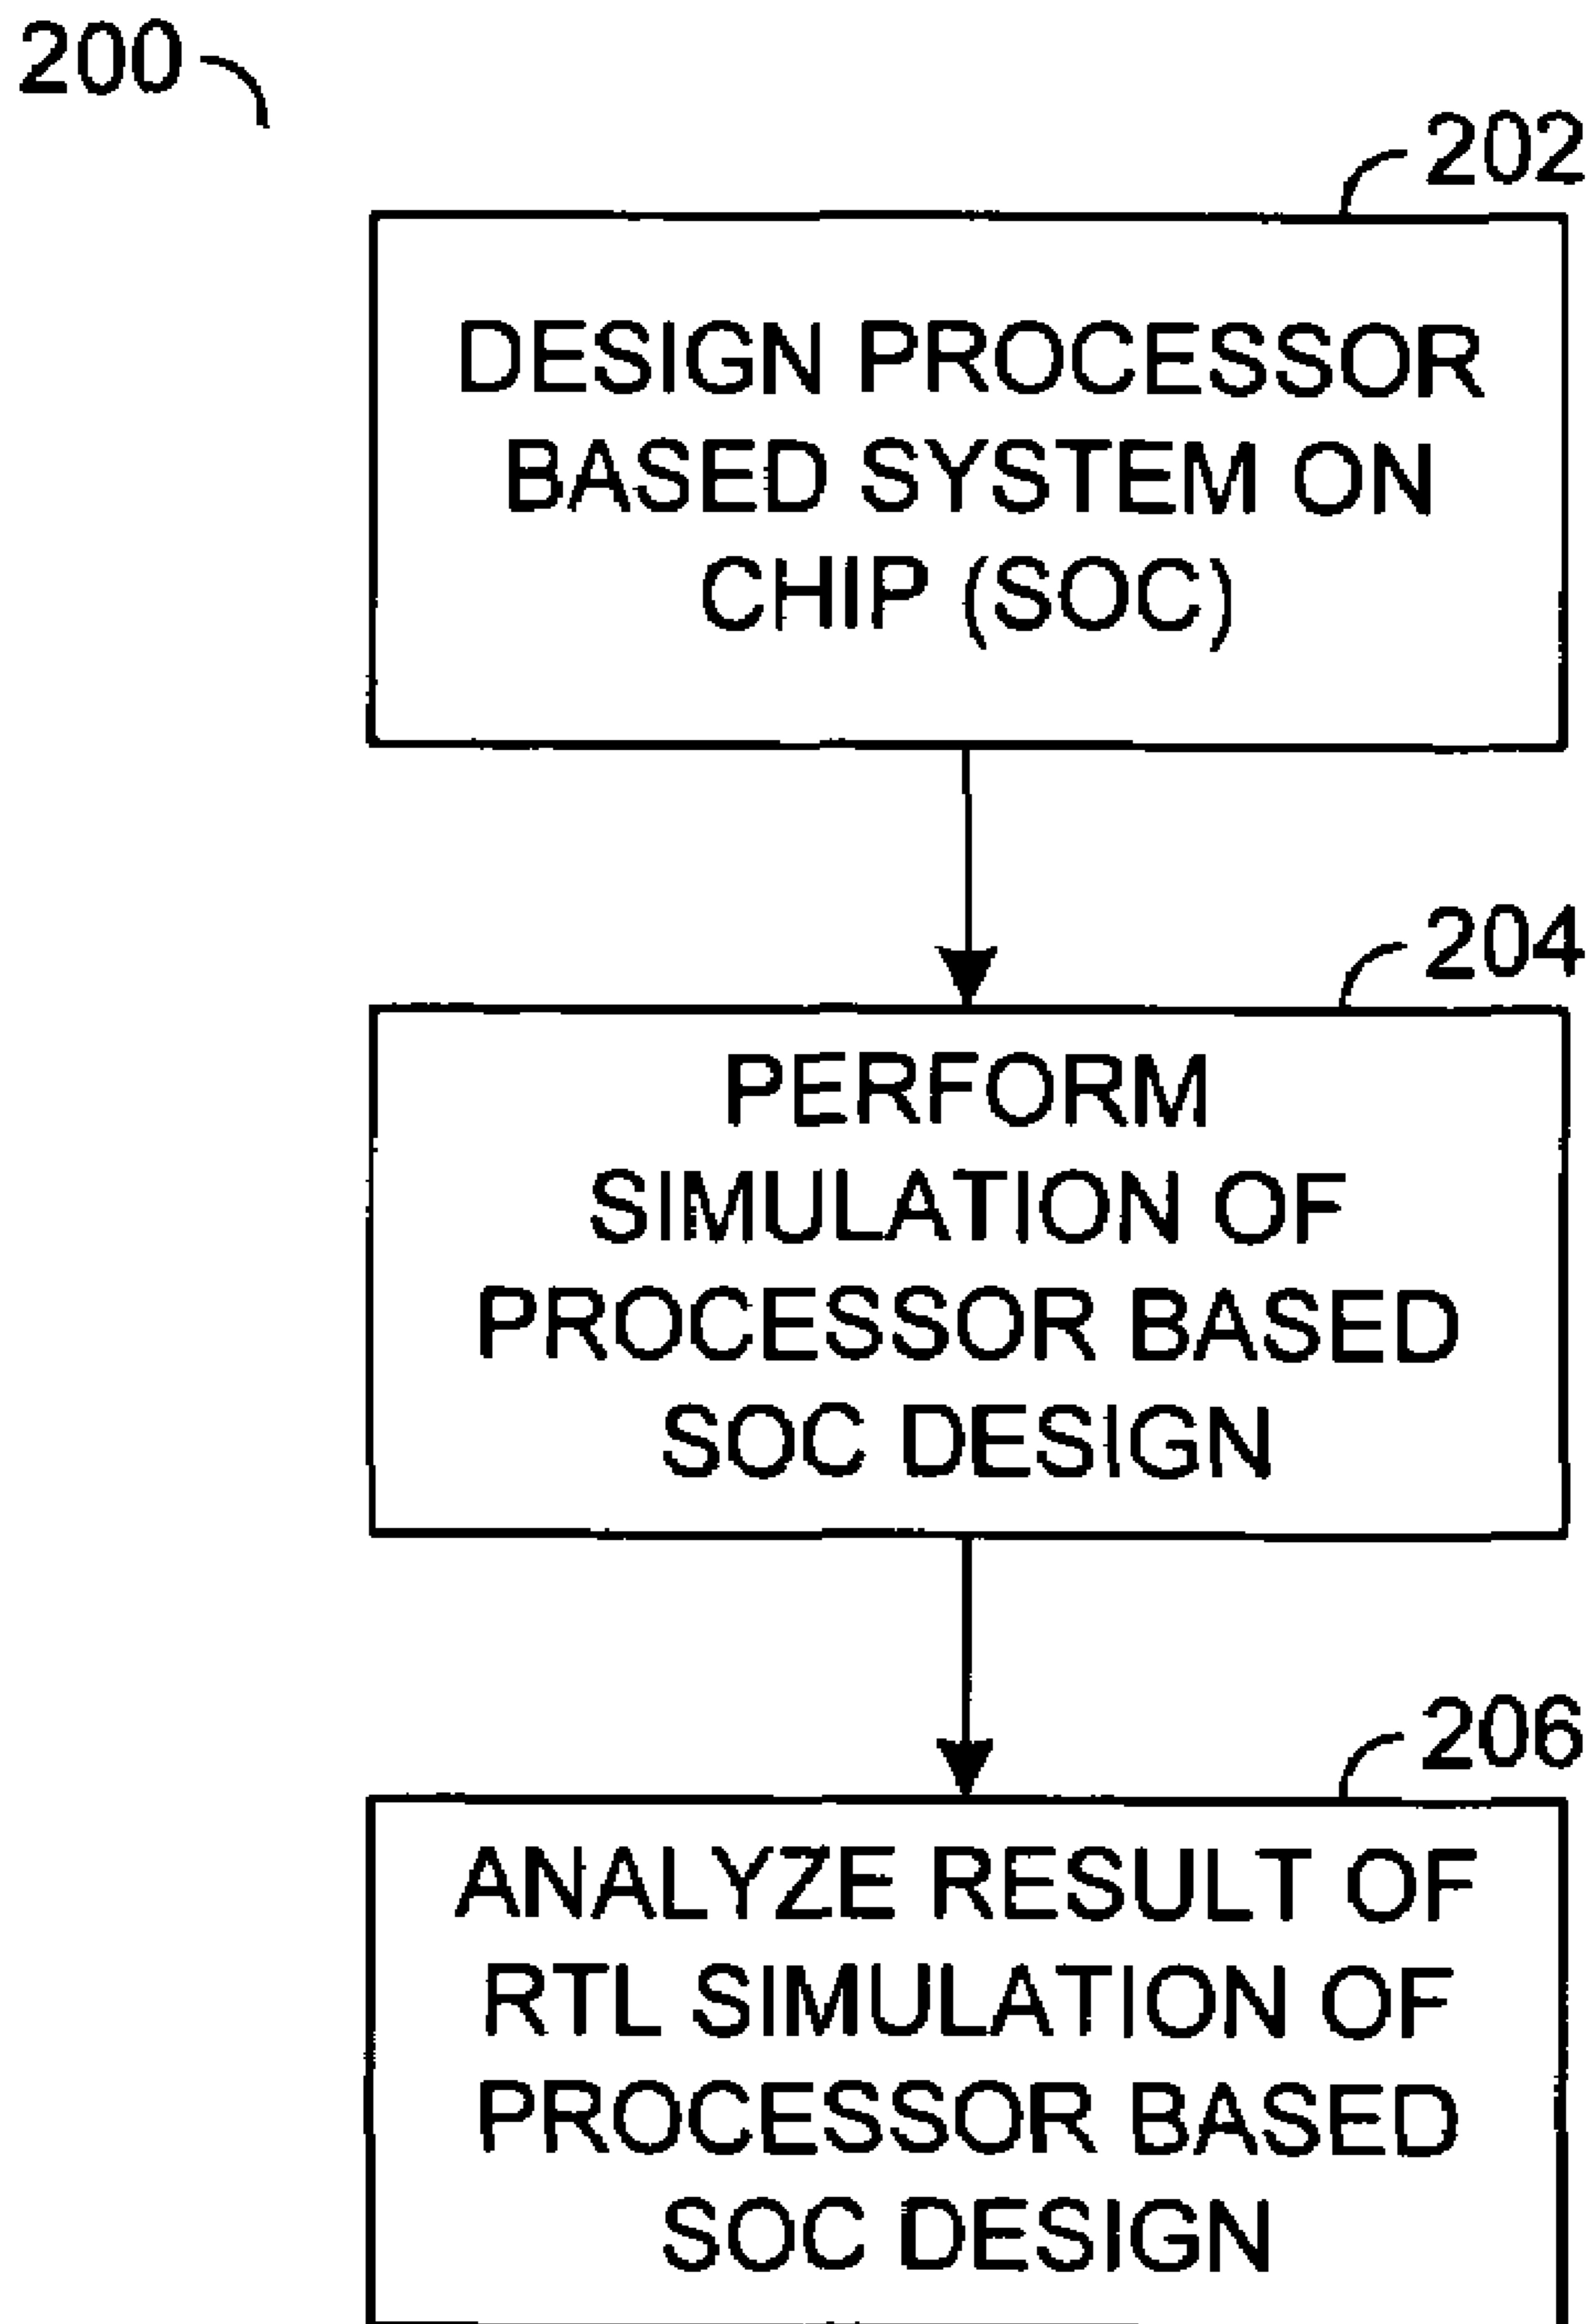 200
202
DESIGN PROCESSOR
BASED SYSTEM ON
CHIP (SOC)
204
PERFORM
SIMULATION OF
PROCESSOR BASED
SOC DESIGN
206
ANALYZE RESULT OF
RTL SIMULATION OF
PROCESSOR BASED
SOC DESIGN